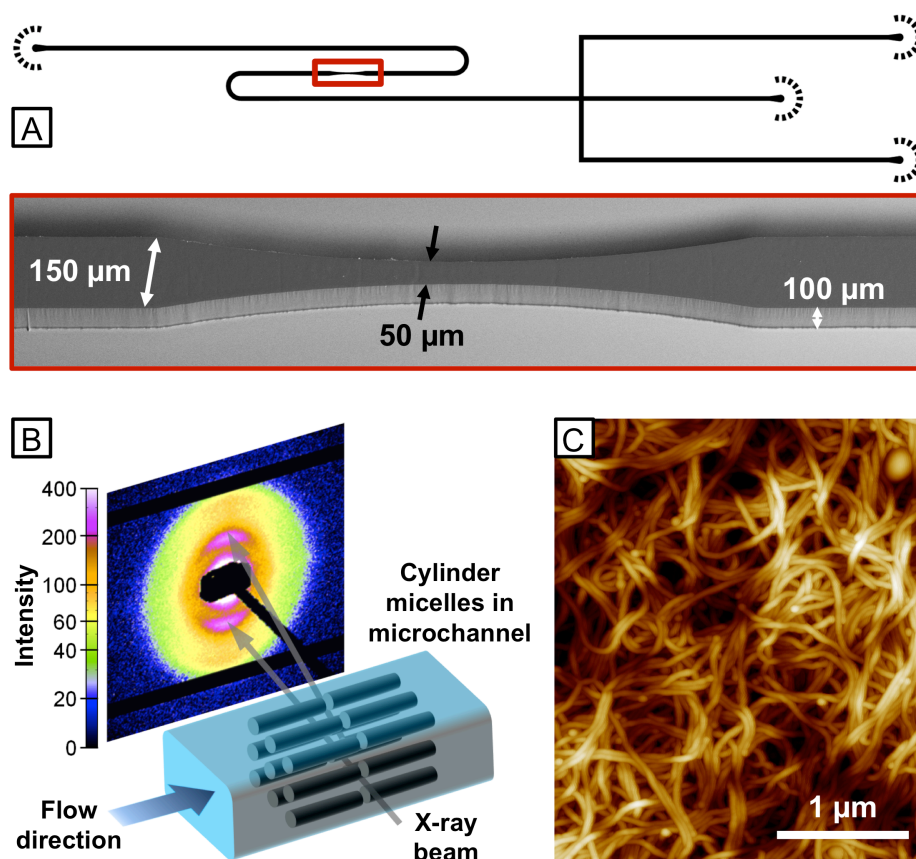 A
150 µm
50 µm
100 µm
B
400
200
100
60
40
20
0
Intensity
Cylinder
micelles in
microchannel
Flow
direction
X-ray
beam
C
1 µm